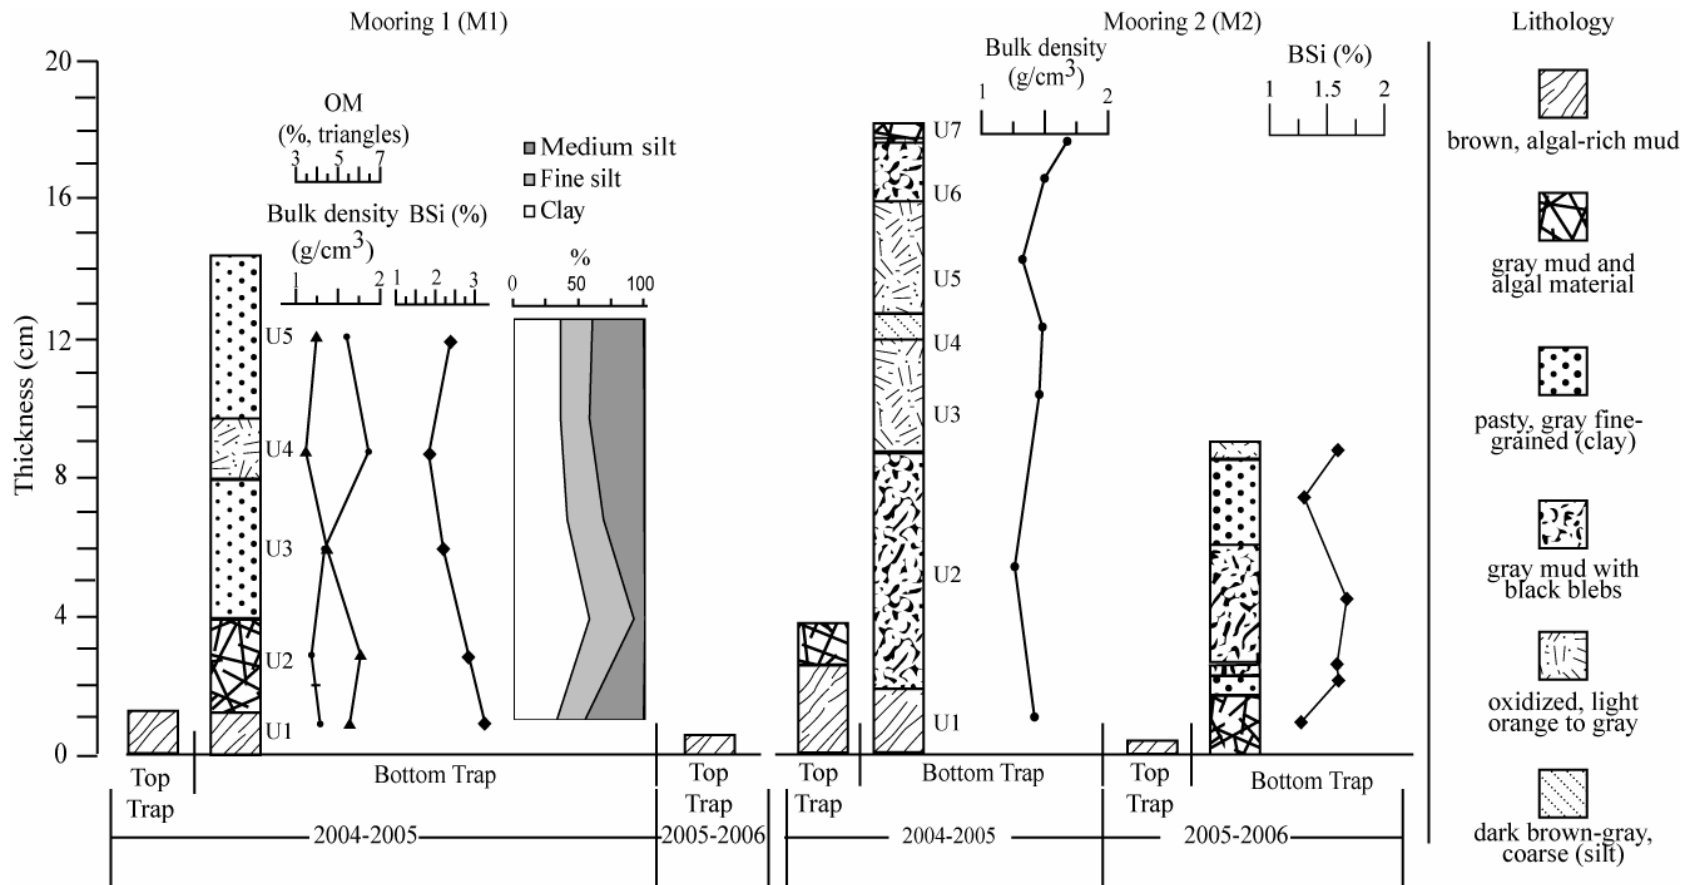 Mooring 1 (M1)
Mooring 2 (M2)
Lithology
Thickness (cm)
20
16
12
8
4
0
OM
(%, triangles)
3 5 7
Bulk density
(g/cm3)
1 2
BSi (%)
1 2 3
Medium silt
Fine silt
Clay
%
0 50 100
U5
U4
U3
U2
U1
Bulk density
(g/cm3)
1 2
BSi (%)
1 1.5 2
U7
U6
U5
U4
U3
U2
U1
brown, algal-rich mud
gray mud and
algal material
pasty, gray fine-
grained (clay)
gray mud with
black blebs
oxidized, light
orange to gray
dark brown-gray,
coarse (silt)
Top
Trap
Bottom Trap
Top
Trap
Top
Trap
Bottom Trap
Top
Trap
Bottom Trap
2004-2005
2005-2006
2004-2005
2005-2006